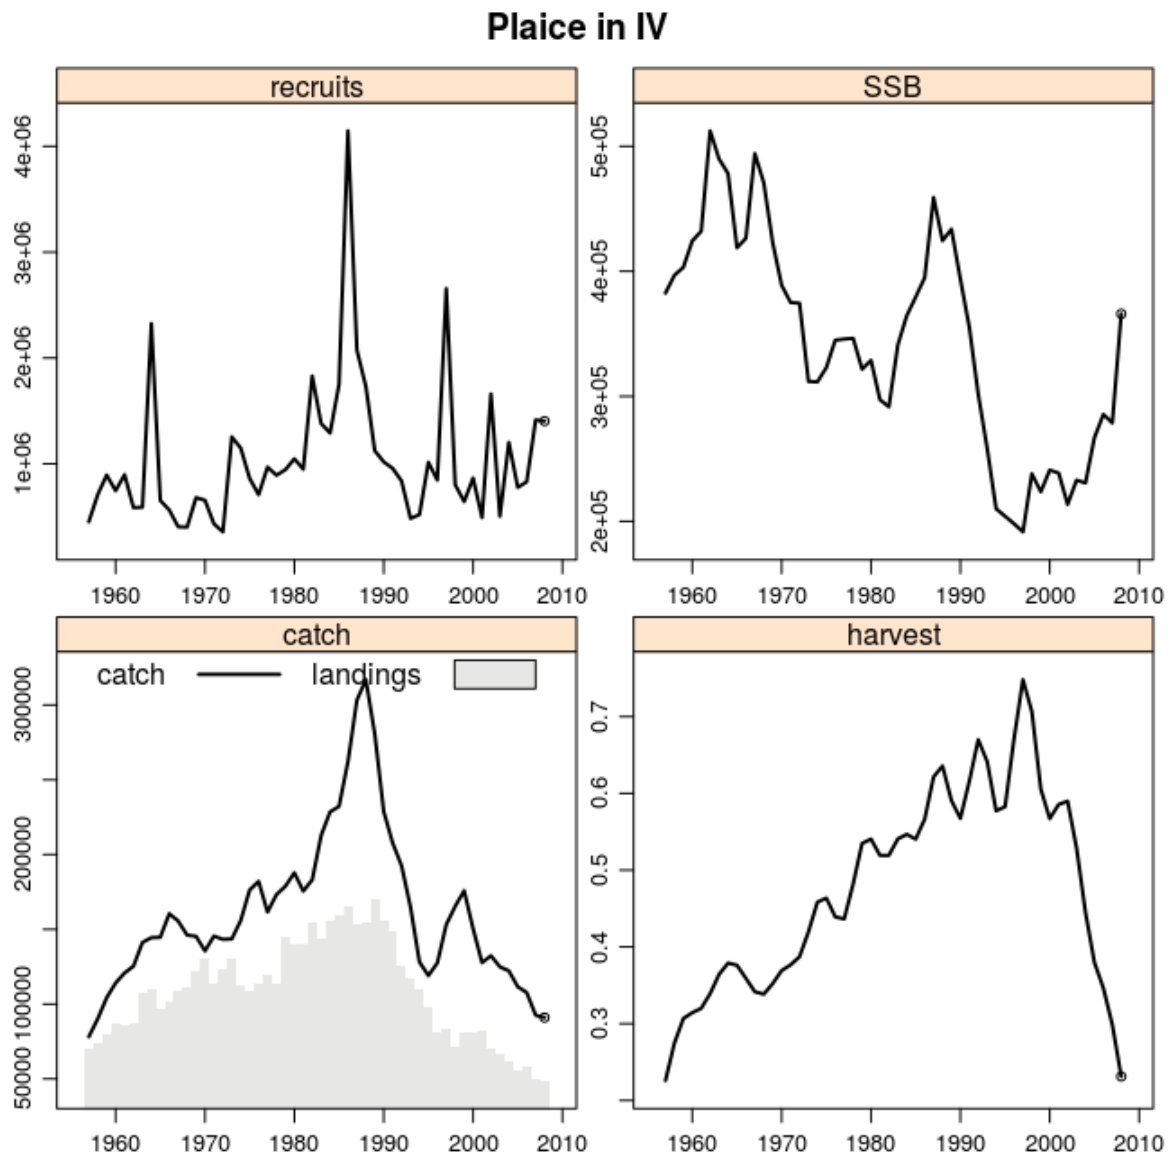 Plaice in IV
recruits
4e+06
3e+06
2e+06
1e+06
1960 1970 1980 1990 2000 2010
SSB
5e+05
4e+05
3e+05
2e+05
1960 1970 1980 1990 2000 2010
catch
catch landings
300000
200000
100000
50000
1960 1970 1980 1990 2000 2010
harvest
0.7
0.6
0.5
0.4
0.3
1960 1970 1980 1990 2000 2010